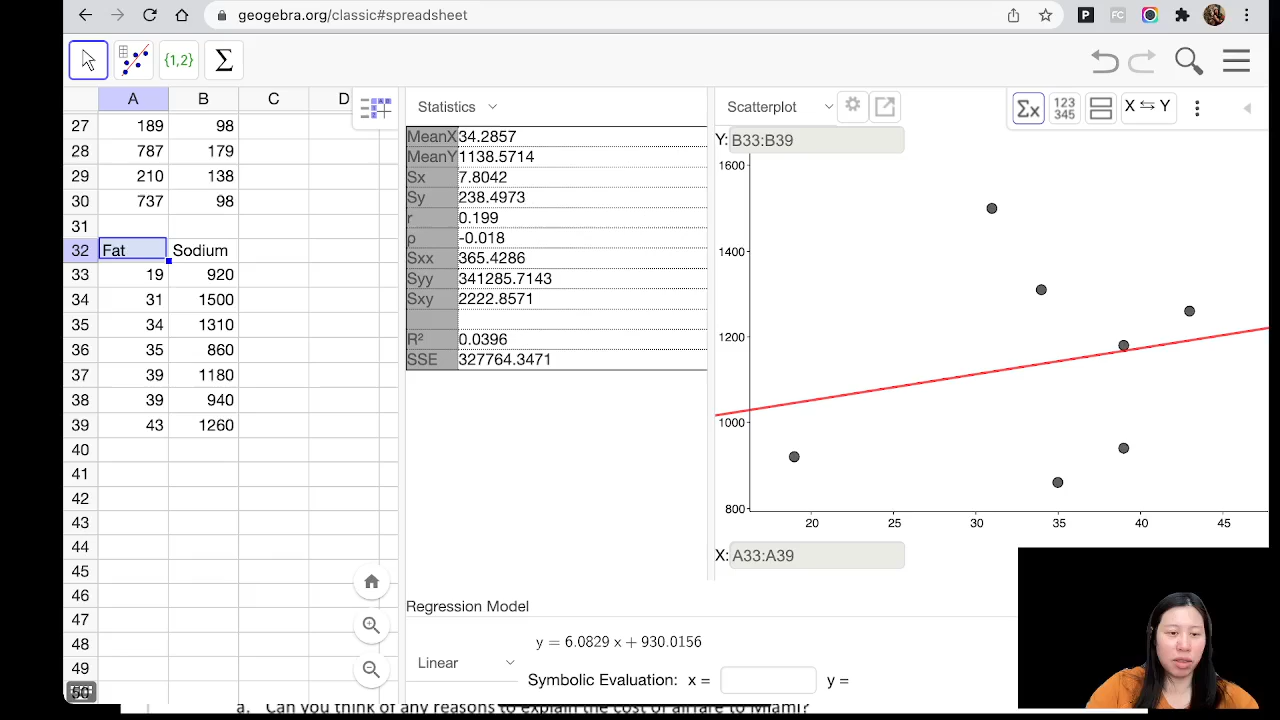 geogebra.org/classic#spreadsheet
{1,2}
Σ
A B C D
Statistics
Scatterplot
Σx
123
345
X ⇆ Y
27 189 98
28 787 179
29 210 138
30 737 98
31
32 Fat Sodium
33 19 920
34 31 1500
35 34 1310
36 35 860
37 39 1180
38 39 940
39 43 1260
40
41
42
43
44
45
46
47
48
49
50
MeanX 34.2857
MeanY 1138.5714
Sx 7.8042
Sy 238.4973
r 0.199
ρ -0.018
Sxx 365.4286
Syy 341285.7143
Sxy 2222.8571
R² 0.0396
SSE 327764.3471
Y: B33:B39
1600
1400
1200
1000
800
20 25 30 35 40 45
X: A33:A39
Regression Model
y = 6.0829 x + 930.0156
Linear
Symbolic Evaluation: x = y =
a. Can you think of any reasons to explain the cost of airfare to Miami?